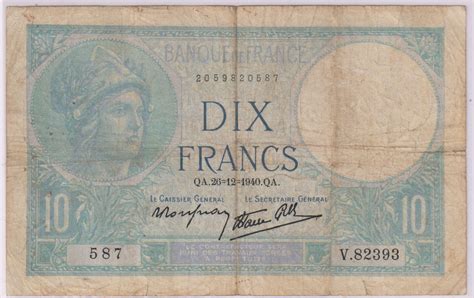 BANQUE DE FRANCE
2059820587
DIX
FRANCS
QA.26=12=1940.QA.
LE CAISSIER GÉNÉRAL LE SECRÉTAIRE GÉNÉRAL
10 10
587 V.82393